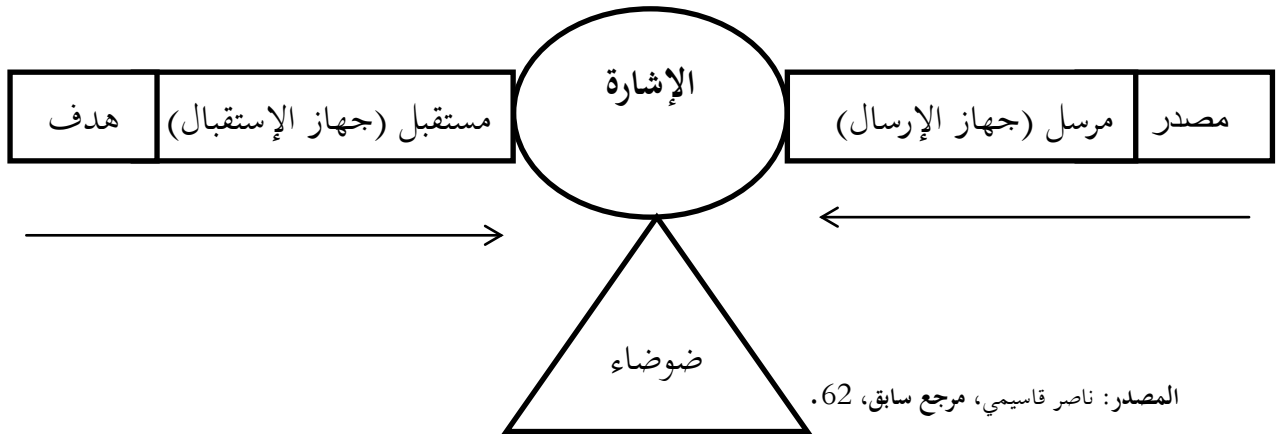 الإشارة
مصدر
مرسل (جهاز الإرسال)
مستقبل (جهاز الإستقبال)
هدف
ضوضاء
المصدر: ناصر قاسيمي، مرجع سابق، 62.